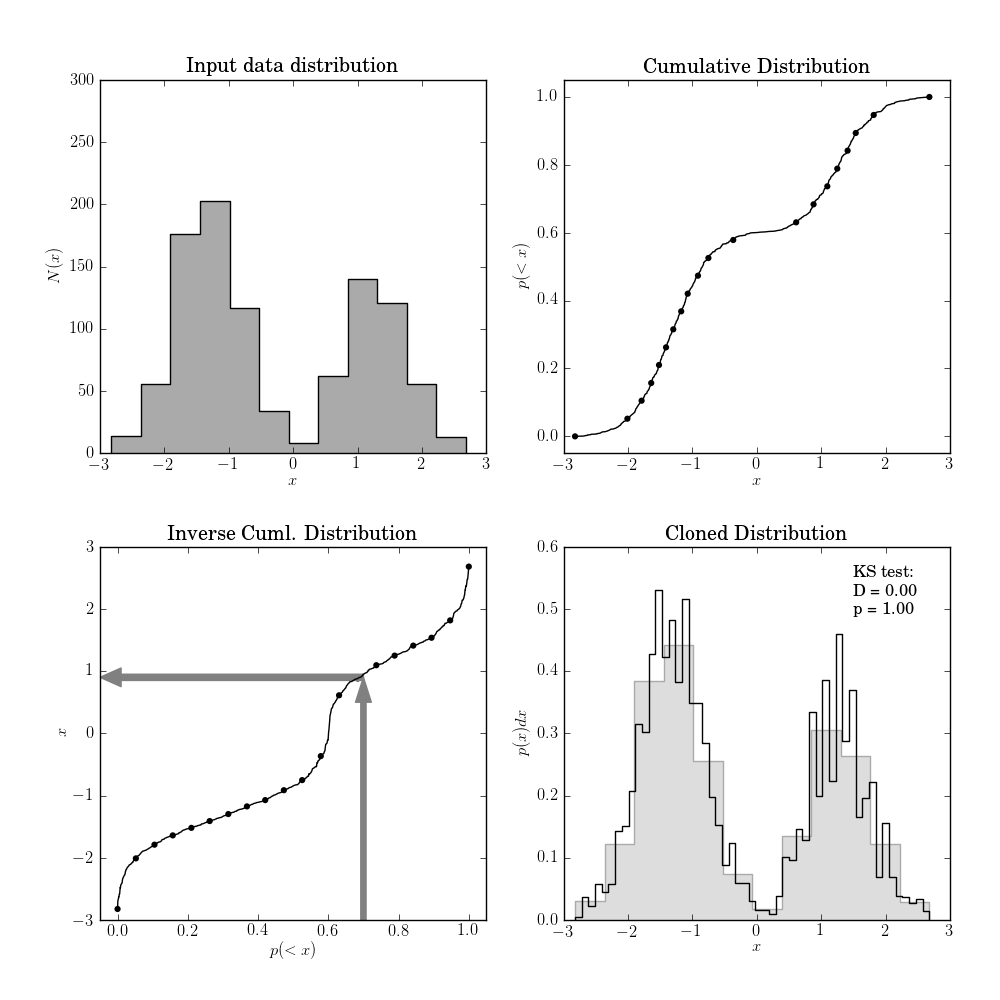 Input data distribution
300
250
200
150
100
50
0
N(x)
−3 −2 −1 0 1 2 3
x
Cumulative Distribution
1.0
0.8
0.6
0.4
0.2
0.0
p(< x)
−3 −2 −1 0 1 2 3
x
Inverse Cuml. Distribution
3
2
1
0
−1
−2
−3
x
0.0 0.2 0.4 0.6 0.8 1.0
p(< x)
Cloned Distribution
KS test:
D = 0.00
p = 1.00
0.6
0.5
0.4
0.3
0.2
0.1
0.0
p(x)dx
−3 −2 −1 0 1 2 3
x